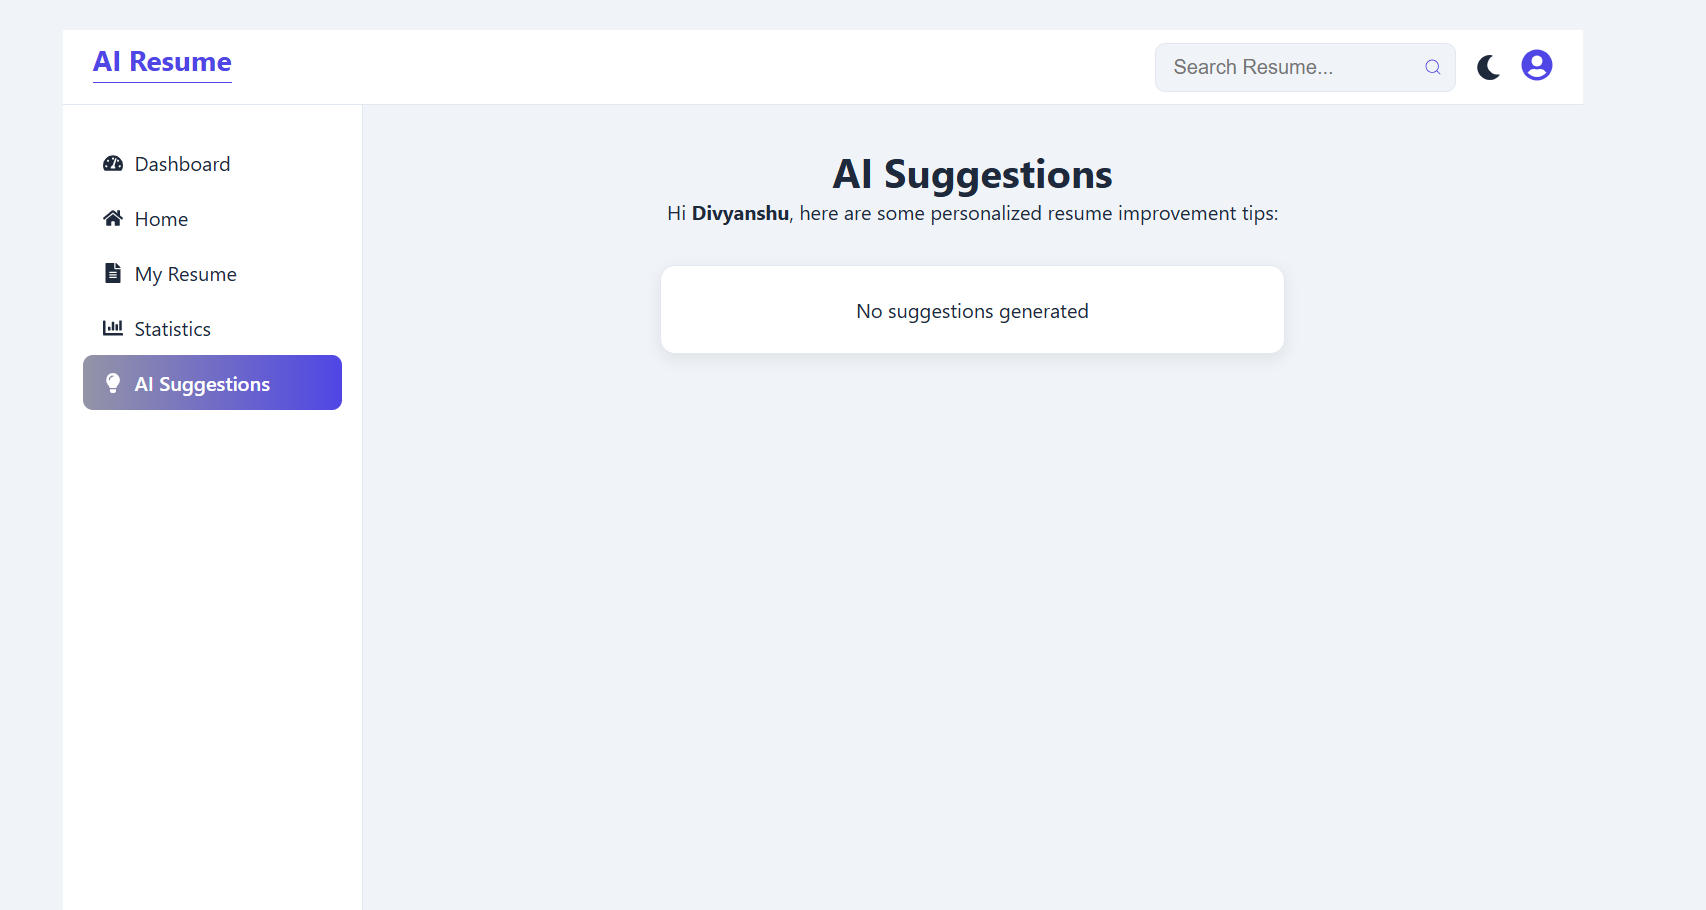 AI Resume
Search Resume...
Dashboard
Home
My Resume
Statistics
AI Suggestions
AI Suggestions
Hi Divyanshu, here are some personalized resume improvement tips:
No suggestions generated